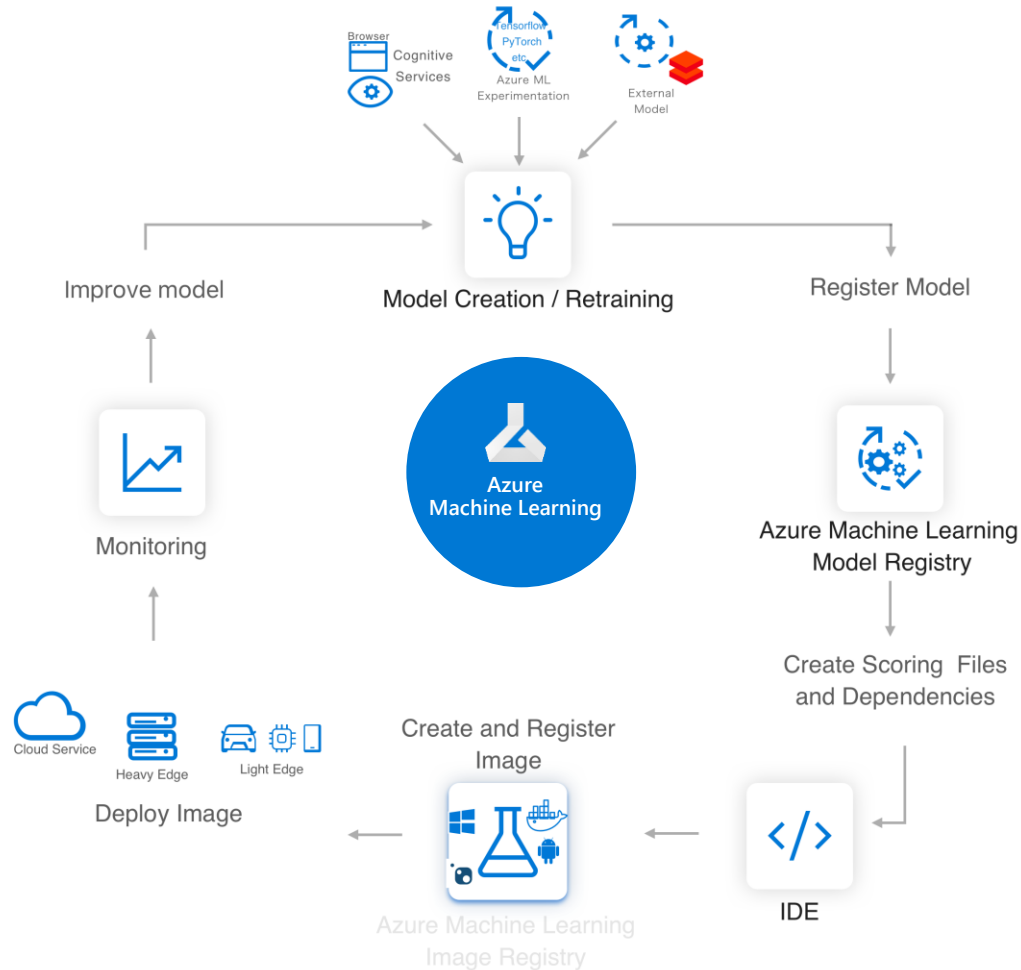 Browser
Cognitive
Services
Tensorflow
PyTorch
etc
Azure ML
Experimentation
External
Model
Model Creation / Retraining
Register Model
Azure Machine Learning
Model Registry
Create Scoring Files
and Dependencies
IDE
Create and Register
Image
Azure Machine Learning
Image Registry
Cloud Service
Heavy Edge
Light Edge
Deploy Image
Monitoring
Improve model
Azure
Machine Learning